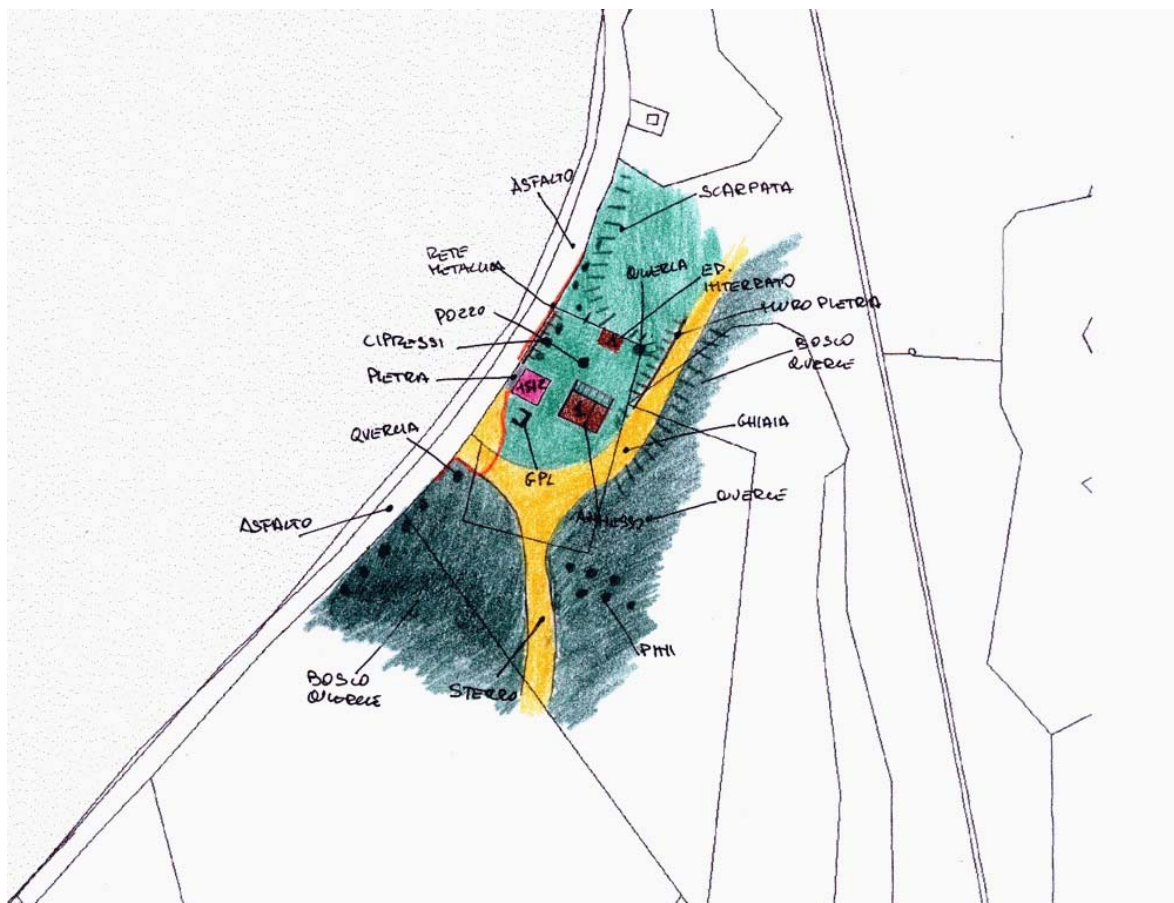 ASFALTO
SCARPATA
RETE
METALLICA
QUERCIA
ED.
INTERRATO
POZZO
MURO PIETRA
CIPRESSI
BOSCO
QUERCE
PIETRA
QUERCIA
GHIAIA
GPL
ASFALTO
ANNESSO
QUERCE
PINI
BOSCO
QUERCE
STERRO